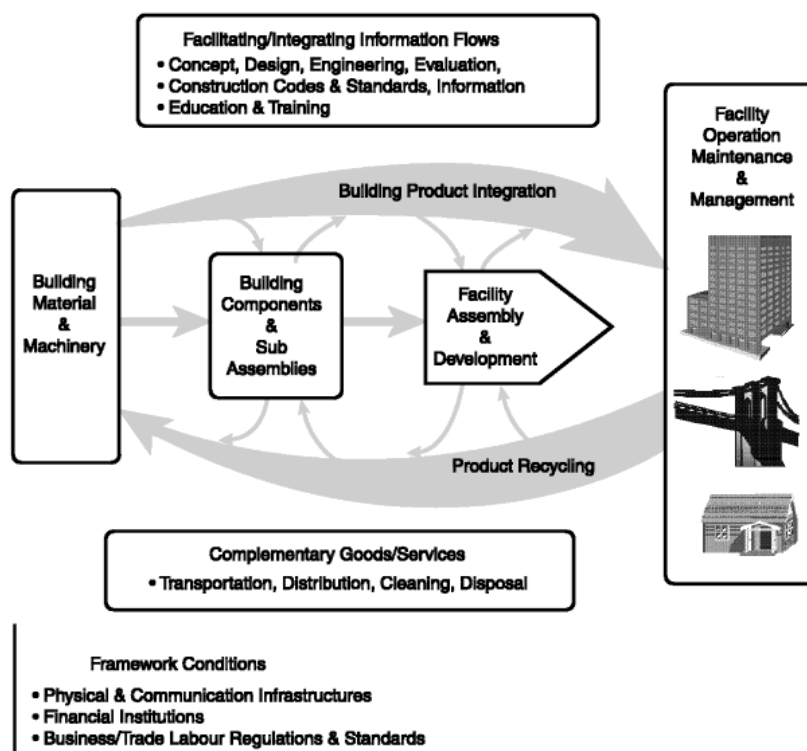 Facilitating/Integrating Information Flows
• Concept, Design, Engineering, Evaluation,
• Construction Codes & Standards, Information
• Education & Training
Facility
Operation
Maintenance
&
Management
Building Product Integration
Building
Material
&
Machinery
Building
Components
&
Sub
Assemblies
Facility
Assembly
&
Development
Product Recycling
Complementary Goods/Services
• Transportation, Distribution, Cleaning, Disposal
Framework Conditions
• Physical & Communication Infrastructures
• Financial Institutions
• Business/Trade Labour Regulations & Standards